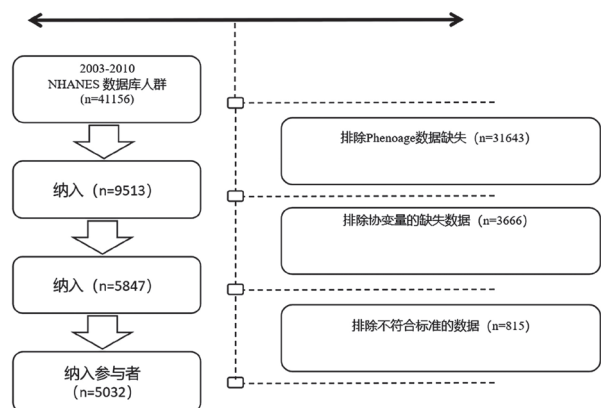 2003-2010
NHANES 数据库人群
(n=41156)
排除Phenoage数据缺失（n=31643)
纳入（n=9513）
排除协变量的缺失数据（n=3666)
纳入（n=5847）
排除不符合标准的数据（n=815)
纳入参与者
（n=5032）